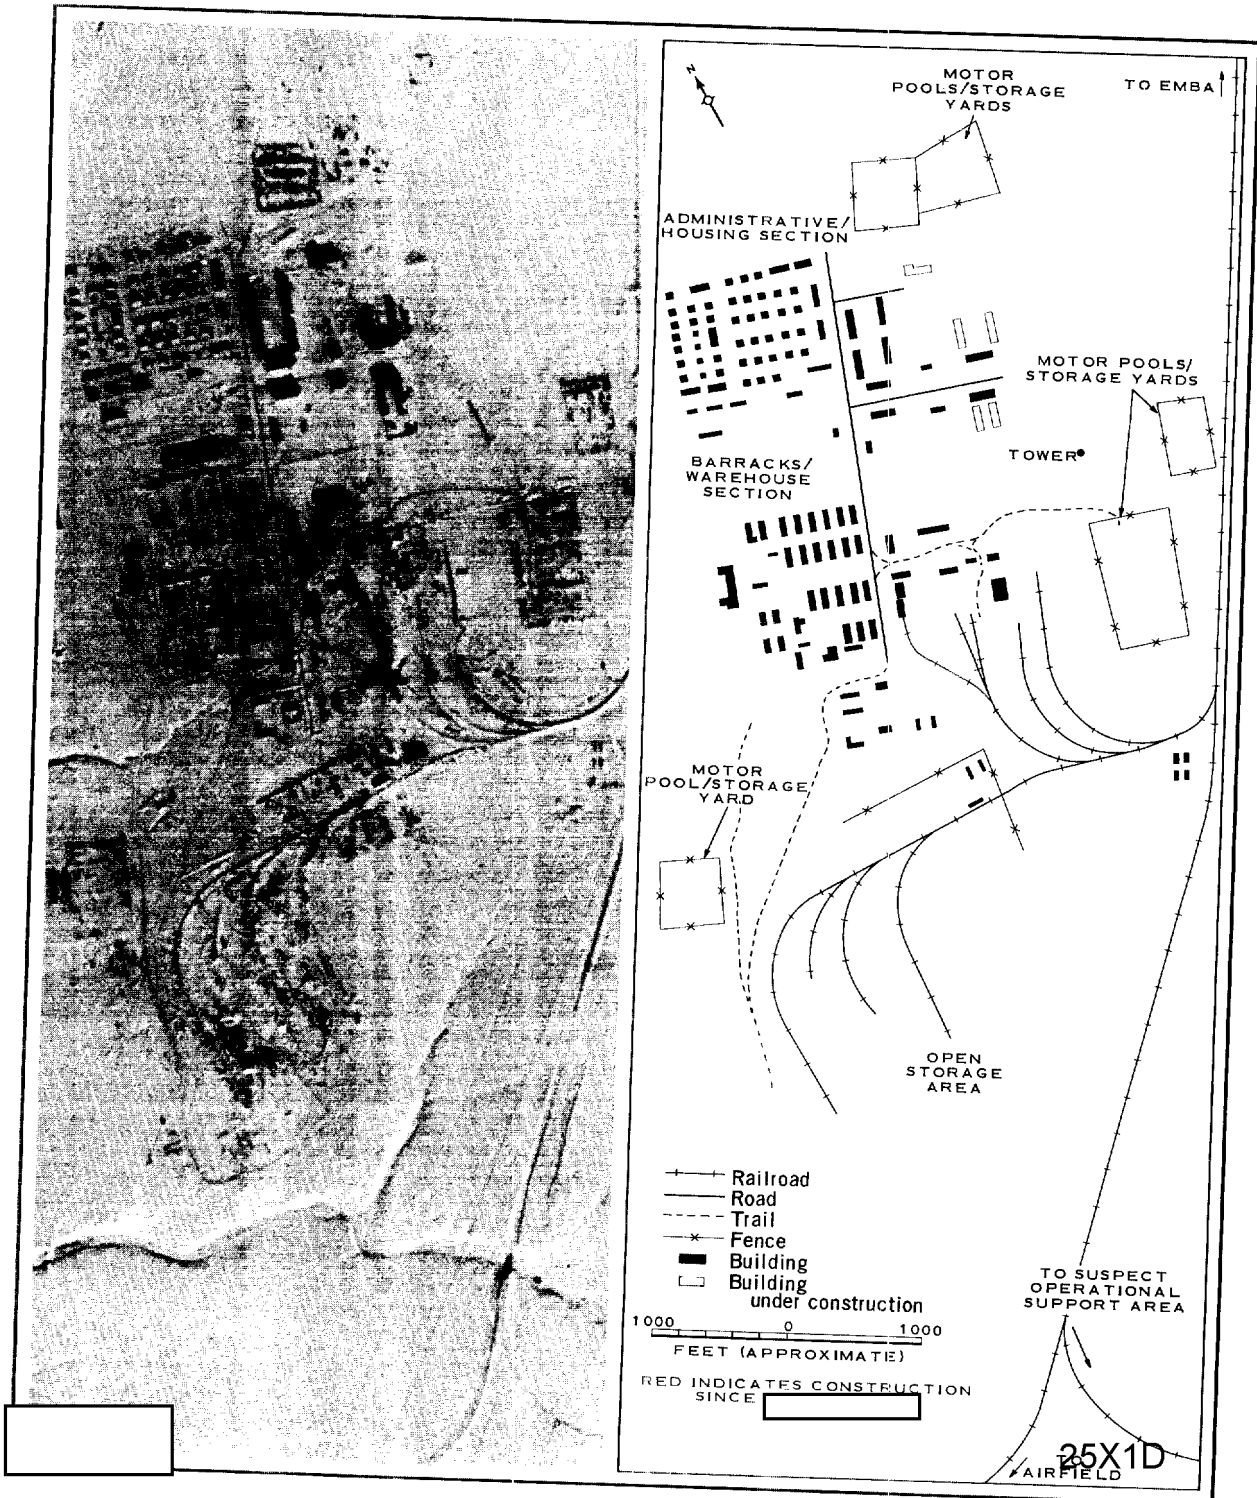 N
MOTOR
POOLS/STORAGE
YARDS
TO EMBA
ADMINISTRATIVE/
HOUSING SECTION
MOTOR POOLS/
STORAGE YARDS
TOWER
BARRACKS/
WAREHOUSE
SECTION
MOTOR
POOL/STORAGE
YARD
OPEN
STORAGE
AREA
Railroad
Road
Trail
Fence
Building
Building
under construction
1000 0 1000
FEET (APPROXIMATE)
RED INDICATES CONSTRUCTION
SINCE
TO SUSPECT
OPERATIONAL
SUPPORT AREA
25X1D
TO
AIRFIELD